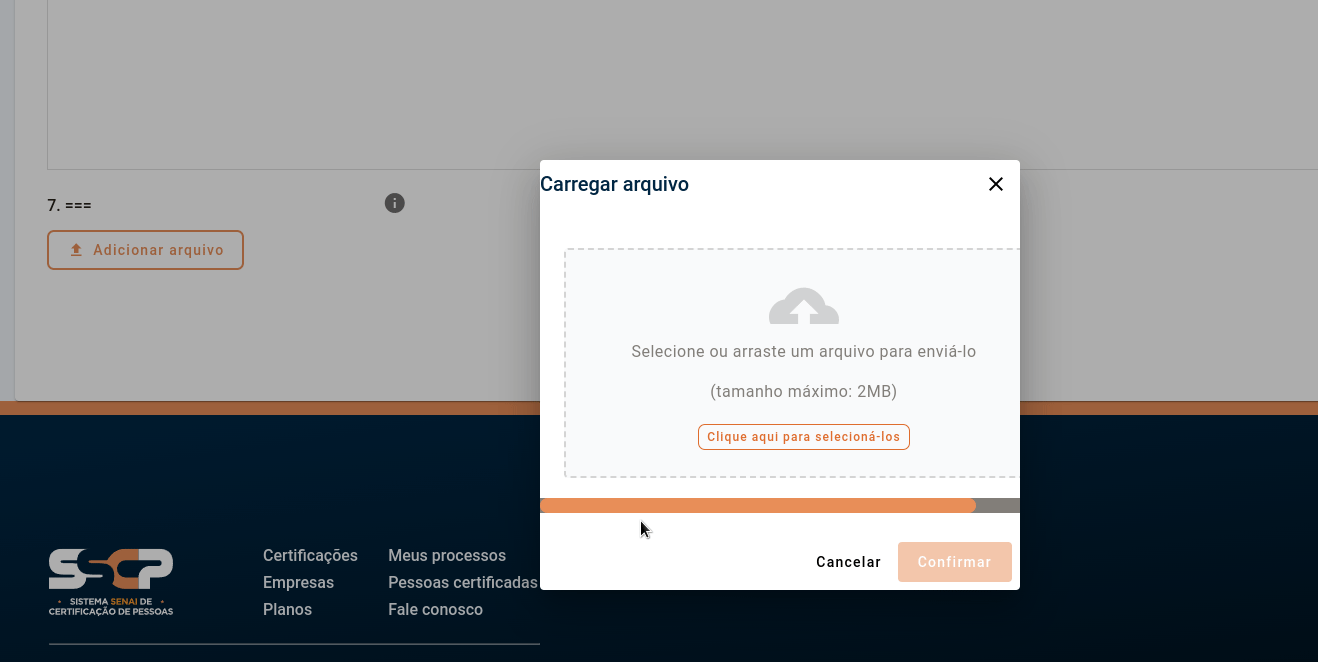 Carregar arquivo
7. ===
Adicionar arquivo
Selecione ou arraste um arquivo para enviá-lo
(tamanho máximo: 2MB)
Clique aqui para selecioná-los
Cancelar
Confirmar
SSCP
• SISTEMA SENAI DE •
CERTIFICAÇÃO DE PESSOAS
Certificações
Empresas
Planos
Meus processos
Pessoas certificadas
Fale conosco